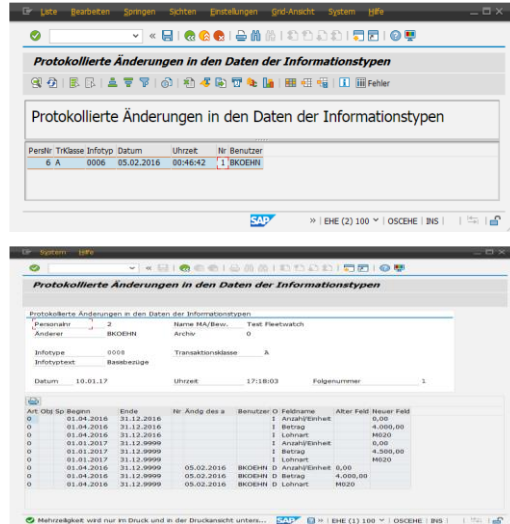 Liste Bearbeiten Springen Sichten Einstellungen Grid-Ansicht System Hilfe
Protokollierte Änderungen in den Daten der Informationstypen
Fehler
Protokollierte Änderungen in den Daten der Informationstypen
PersNr TrKlasse Infotyp Datum Uhrzeit Nr Benutzer
6 A 0006 05.02.2016 00:46:42 1 BKOEHN
SAP EHE (2) 100 OSCEHE INS
System Hilfe
Protokollierte Änderungen in den Daten der Informationstypen
Protokollierte Änderungen in den Daten der Informationstypen
Personalnr 2 Name MA/Bew. Test Fleetwatch
Änderer BKOEHN Archiv 0
Infotype 0008 Transaktionsklasse A
Infotyptext Basisbezüge
Datum 10.01.17 Uhrzeit 17:18:03 Folgenummer 1
Art Obj Sp Beginn Ende Nr Ändg des a Benutzer O Feldname Alter Feld Neuer Feld
0 01.04.2016 31.12.2016 I Anzahl/Einheit 0,00
0 01.04.2016 31.12.2016 I Betrag 4.000,00
0 01.04.2016 31.12.2016 I Lohnart M020
0 01.01.2017 31.12.9999 I Anzahl/Einheit 0,00
0 01.01.2017 31.12.9999 I Betrag 4.500,00
0 01.01.2017 31.12.9999 I Lohnart M020
0 01.04.2016 31.12.9999 05.02.2016 BKOEHN D Anzahl/Einheit 0,00
0 01.04.2016 31.12.9999 05.02.2016 BKOEHN D Betrag 4.000,00
0 01.04.2016 31.12.9999 05.02.2016 BKOEHN D Lohnart M020
Mehrzeiligkeit wird nur im Druck und in der Druckansicht unters... SAP EHE (1) 100 OSCEHE INS